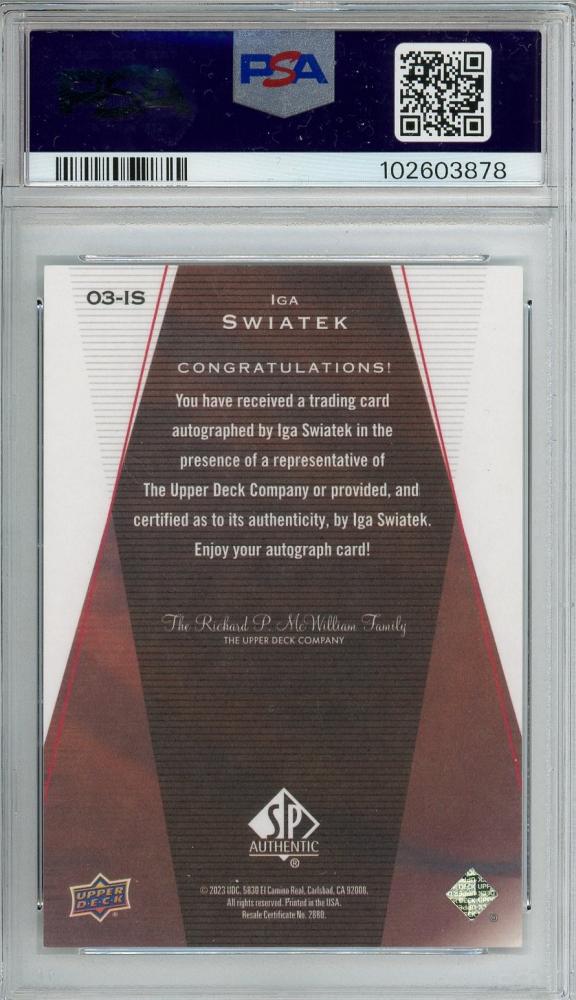 PSA
PSA
102603878
03-IS
IGA
SWIATEK
CONGRATULATIONS!
You have received a trading card
autographed by Iga Swiatek in the
presence of a representative of
The Upper Deck Company or provided, and
certified as to its authenticity, by Iga Swiatek.
Enjoy your autograph card!
The Richard P. McWilliam Family
THE UPPER DECK COMPANY
SP
AUTHENTIC
®
UPPER
DECK
®
© 2023 UDC. 5830 El Camino Real, Carlsbad, CA 92008.
All rights reserved. Printed in the USA.
Resale Certificate No. 2880.